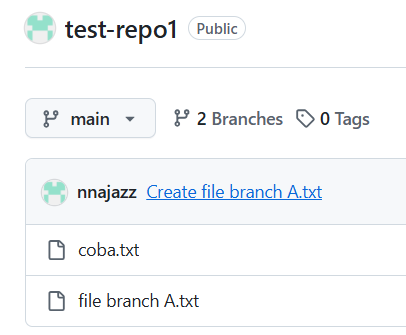 test-repo1 Public
main 2 Branches 0 Tags
nnajazz Create file branch A.txt
coba.txt
file branch A.txt